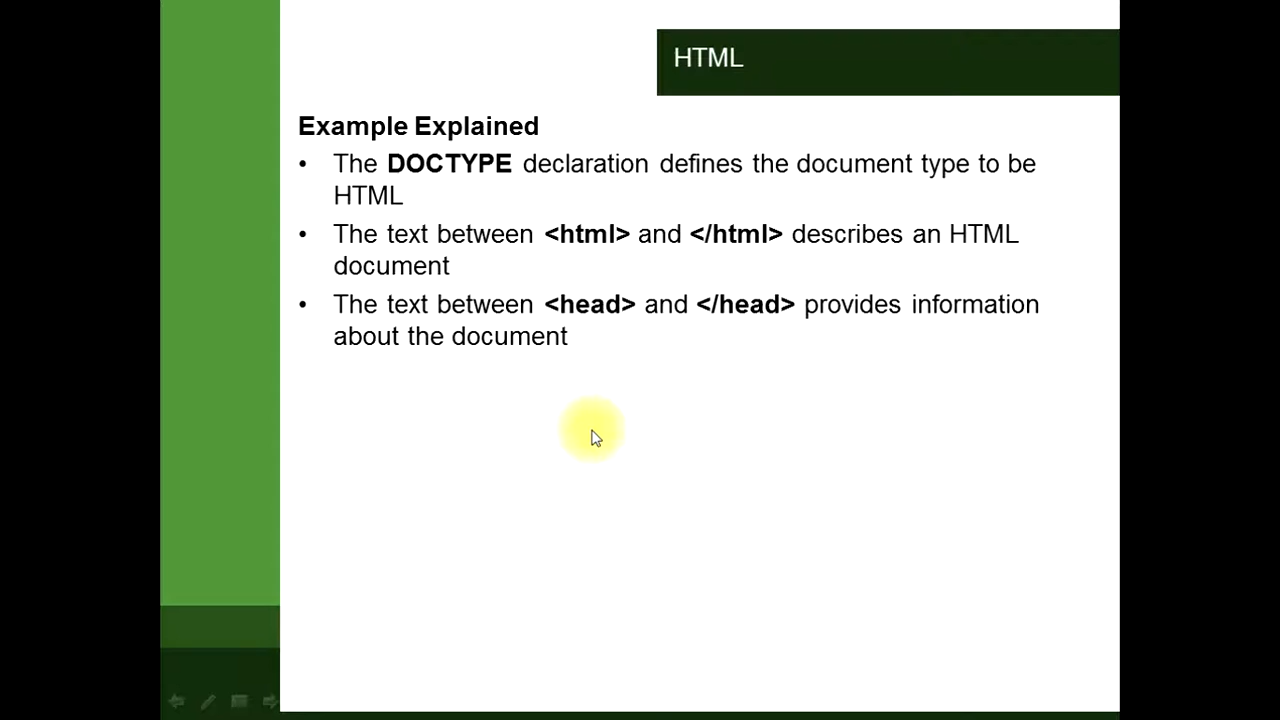 HTML
Example Explained
• The DOCTYPE declaration defines the document type to be
HTML
• The text between <html> and </html> describes an HTML
document
• The text between <head> and </head> provides information
about the document